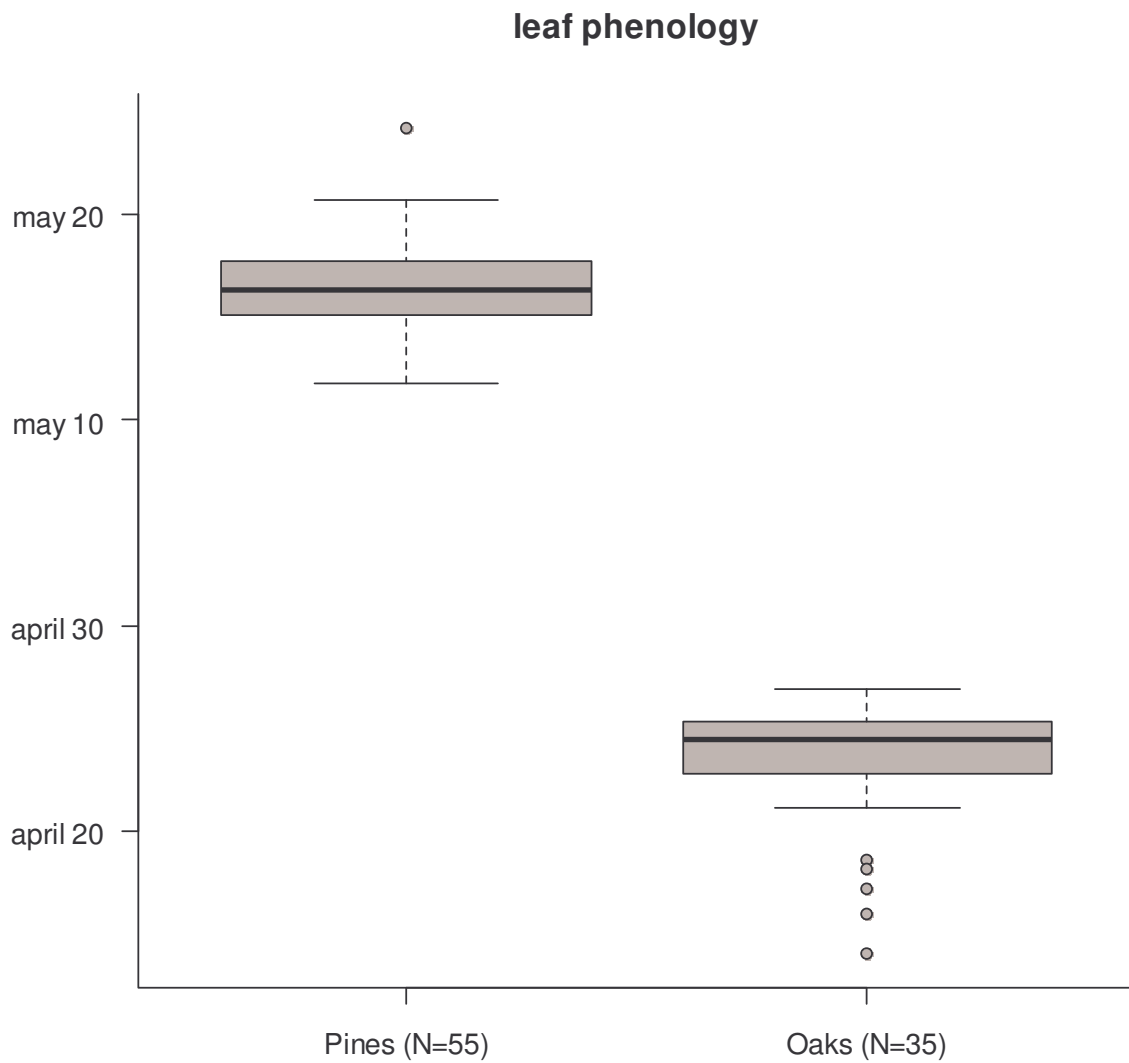 leaf phenology
may 20
may 10
april 30
april 20
Pines (N=55)
Oaks (N=35)